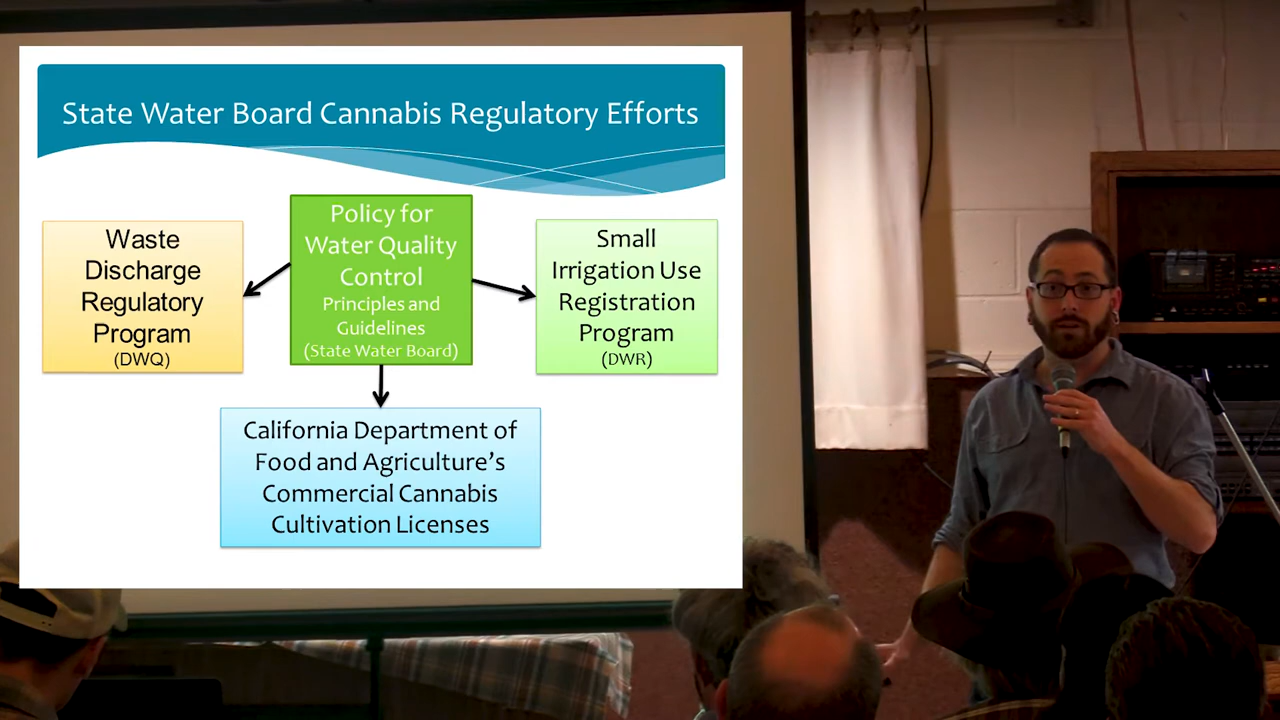 State Water Board Cannabis Regulatory Efforts
Waste
Discharge
Regulatory
Program
(DWQ)
Policy for
Water Quality
Control
Principles and
Guidelines
(State Water Board)
Small
Irrigation Use
Registration
Program
(DWR)
California Department of
Food and Agriculture's
Commercial Cannabis
Cultivation Licenses